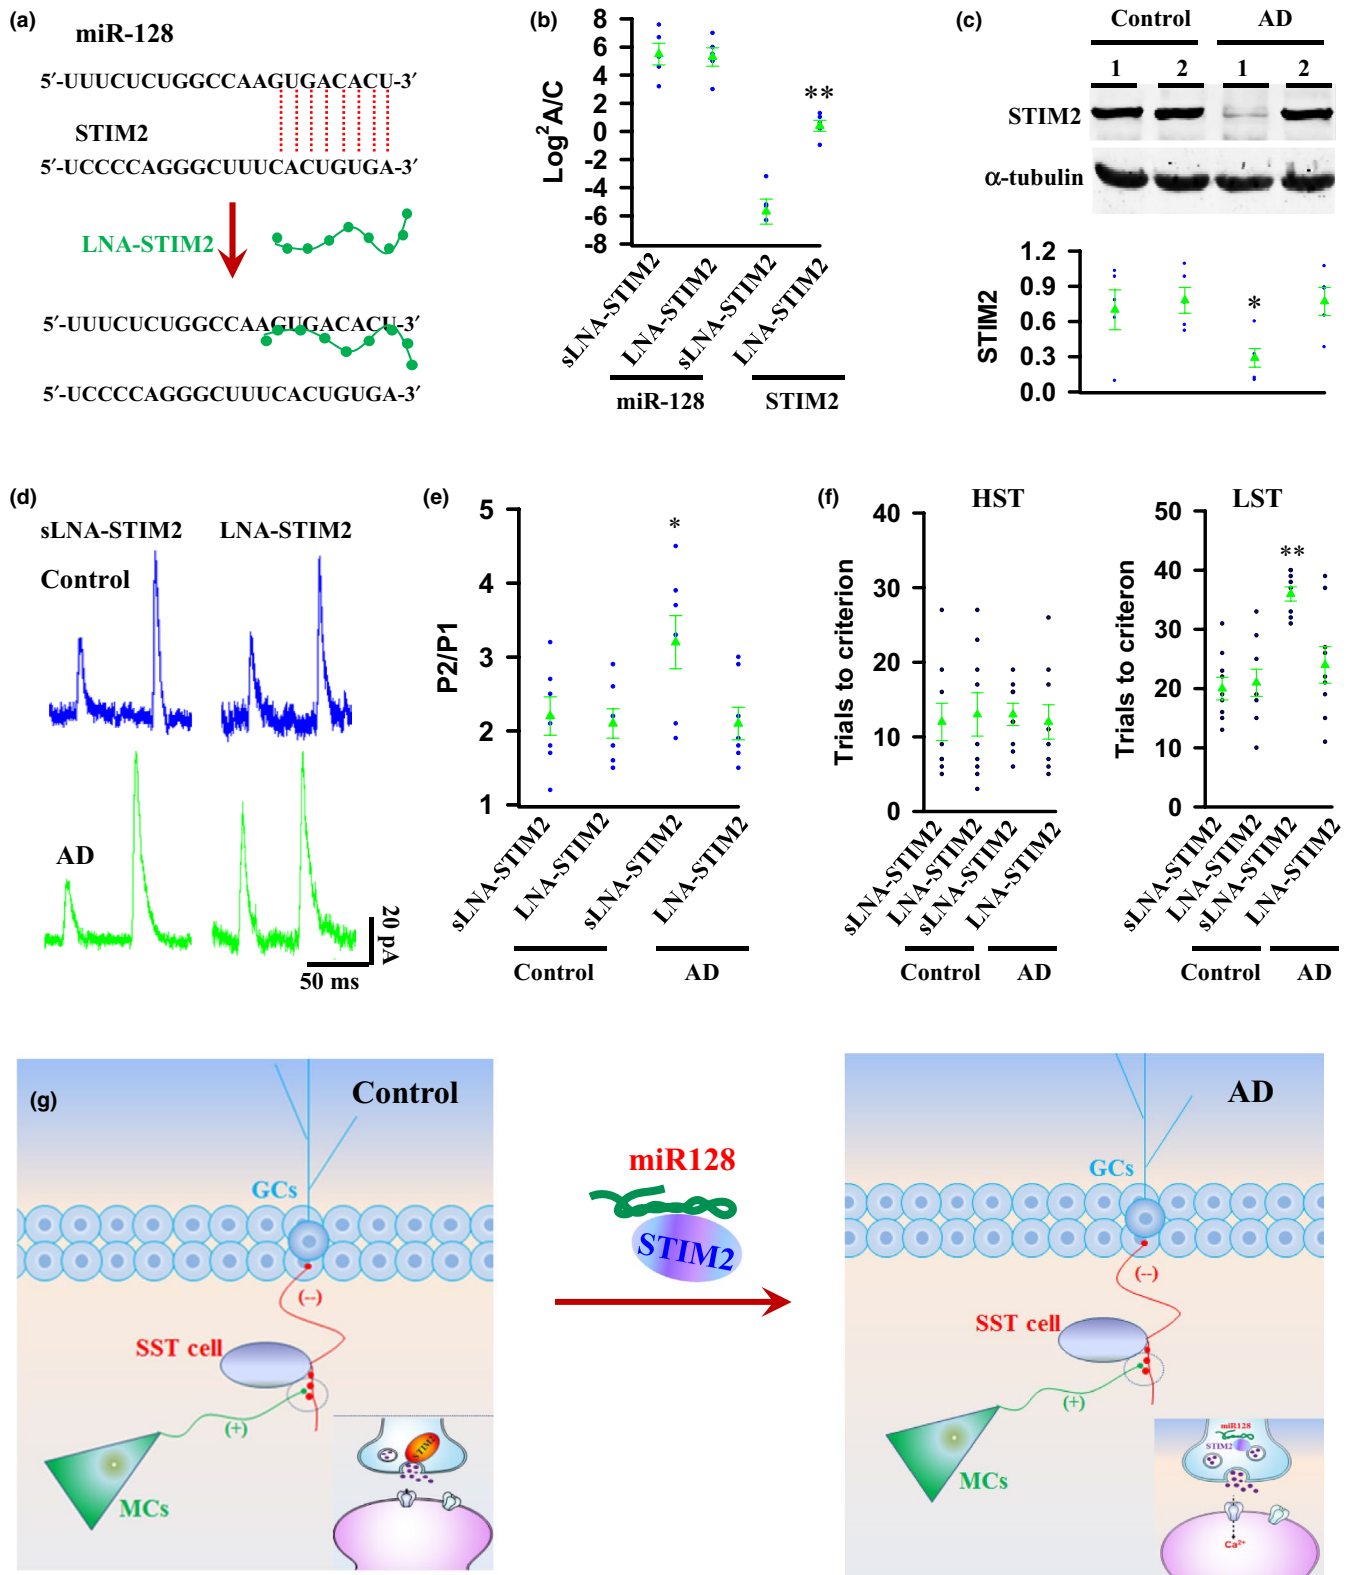 (a)
miR-128
5′-UUUCUCUGGCCAAGUGACACU-3′
STIM2
5′-UCCCCAGGGCUUUCACUGUGA-3′
LNA-STIM2
5′-UUUCUCUGGCCAAGUGACACU-3′
5′-UCCCCAGGGCUUUCACUGUGA-3′
(b)
Log2A/C
8
6
4
2
0
-2
-4
-6
-8
**
sLNA-STIM2
LNA-STIM2
sLNA-STIM2
LNA-STIM2
miR-128
STIM2
(c)
Control
AD
1
2
1
2
STIM2
α-tubulin
STIM2
1.2
0.9
0.6
0.3
0.0
*
(d)
sLNA-STIM2
LNA-STIM2
Control
AD
20 pA
50 ms
(e)
P2/P1
5
4
3
2
1
*
sLNA-STIM2
LNA-STIM2
sLNA-STIM2
LNA-STIM2
Control
AD
(f)
HST
Trials to criterion
40
30
20
10
0
sLNA-STIM2
LNA-STIM2
sLNA-STIM2
LNA-STIM2
Control
AD
LST
Trials to criteron
50
40
30
20
10
0
**
sLNA-STIM2
LNA-STIM2
sLNA-STIM2
LNA-STIM2
Control
AD
(g)
Control
GCs
(--)
SST cell
(+)
MCs
STIM2
miR128
STIM2
AD
GCs
(--)
SST cell
(+)
MCs
miR128
STIM2
Ca2+